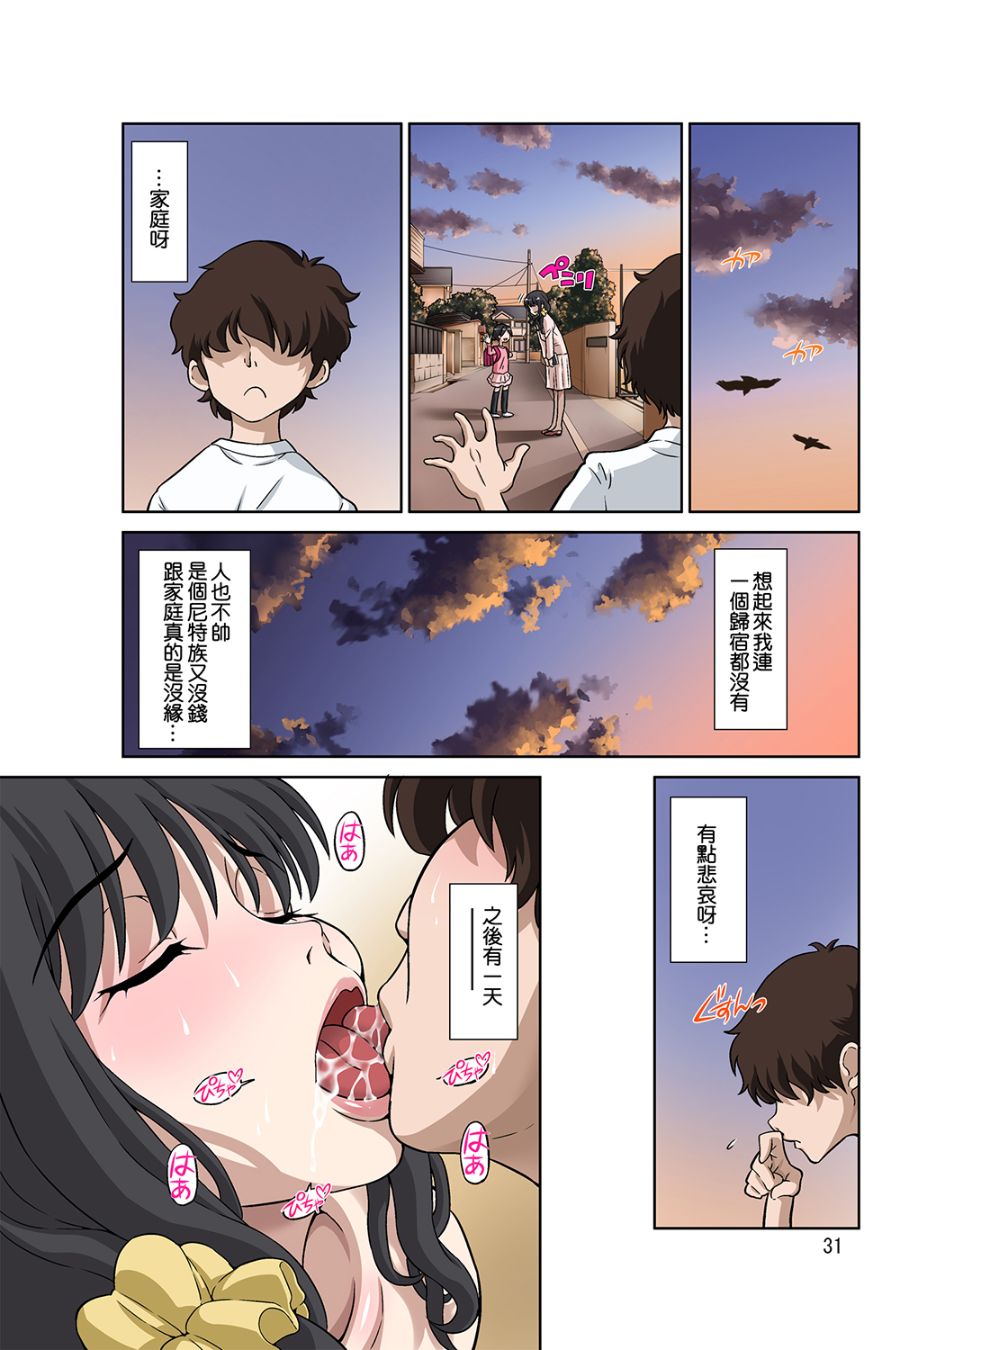 カァ
カァ
ペコリ
…家庭呀
想起來我連
一個歸宿都沒有
人也不帥
是個尼特族又沒錢
跟家庭真的是沒緣…
有點悲哀呀…
ぐすんっ
之後有一天
──
はぁ
ぴちゃ♡
ぴちゃ♡
はぁ
はぁ
ぴちゃ♡
31